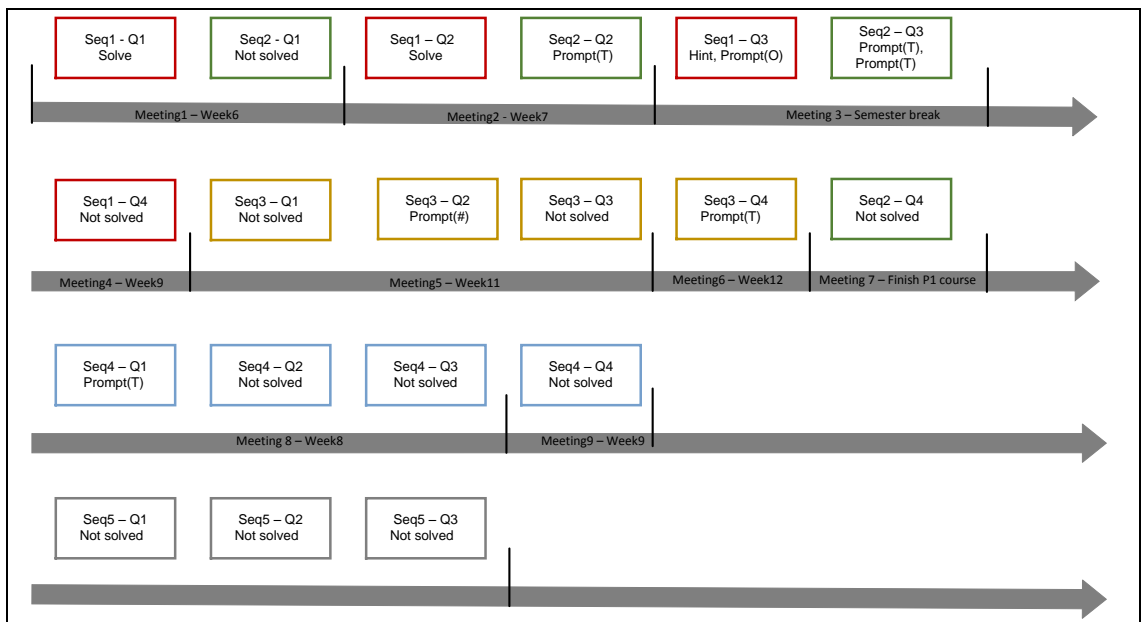 Seq1 - Q1
Solve
Seq2 - Q1
Not solved
Seq1 – Q2
Solve
Seq2 – Q2
Prompt(T)
Seq1 – Q3
Hint, Prompt(O)
Seq2 – Q3
Prompt(T),
Prompt(T)
Meeting1 – Week6
Meeting2 - Week7
Meeting 3 – Semester break
Seq1 – Q4
Not solved
Seq3 – Q1
Not solved
Seq3 – Q2
Prompt(#)
Seq3 – Q3
Not solved
Seq3 – Q4
Prompt(T)
Seq2 – Q4
Not solved
Meeting4 – Week9
Meeting5 – Week11
Meeting6 – Week12
Meeting 7 – Finish P1 course
Seq4 – Q1
Prompt(T)
Seq4 – Q2
Not solved
Seq4 – Q3
Not solved
Seq4 – Q4
Not solved
Meeting 8 – Week8
Meeting9 – Week9
Seq5 – Q1
Not solved
Seq5 – Q2
Not solved
Seq5 – Q3
Not solved